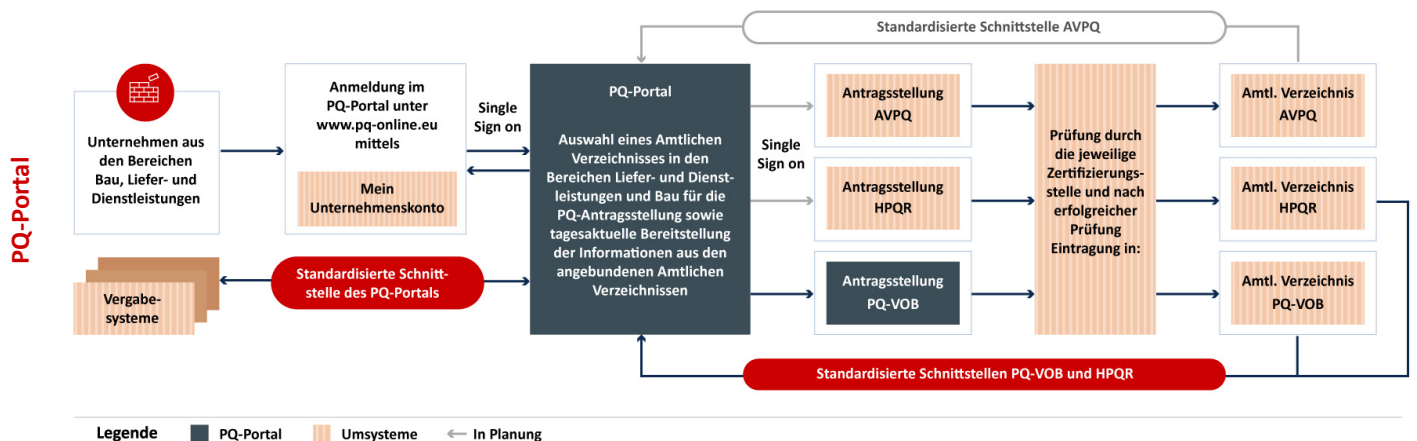 PQ-Portal
Standardisierte Schnittstelle AVPQ
Unternehmen aus
den Bereichen
Bau, Liefer- und
Dienstleistungen
Anmeldung im
PQ-Portal unter
www.pq-online.eu
mittels
Mein
Unternehmenskonto
Single
Sign on
PQ-Portal
Auswahl eines Amtlichen
Verzeichnisses in den
Bereichen Liefer- und Dienst-
leistungen und Bau für die
PQ-Antragsstellung sowie
tagesaktuelle Bereitstellung
der Informationen aus den
angebundenen Amtlichen
Verzeichnissen
Single
Sign on
Antragsstellung
AVPQ
Antragsstellung
HPQR
Antragsstellung
PQ-VOB
Prüfung durch
die jeweilige
Zertifizierungs-
stelle und nach
erfolgreicher
Prüfung
Eintragung in:
Amtl. Verzeichnis
AVPQ
Amtl. Verzeichnis
HPQR
Amtl. Verzeichnis
PQ-VOB
Vergabe-
systeme
Standardisierte Schnitt-
stelle des PQ-Portals
Standardisierte Schnittstellen PQ-VOB und HPQR
Legende
PQ-Portal
Umsysteme
In Planung